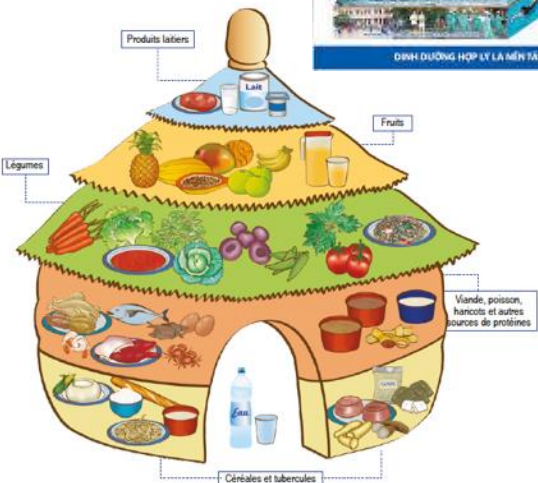 DINH DƯỠNG HỢP LÝ LÀ NỀN TẢ
Produits laitiers
Lait
Fruits
Légumes
Viande, poisson,
haricots et autres
sources de protéines
Eau
Céréales et tubercules